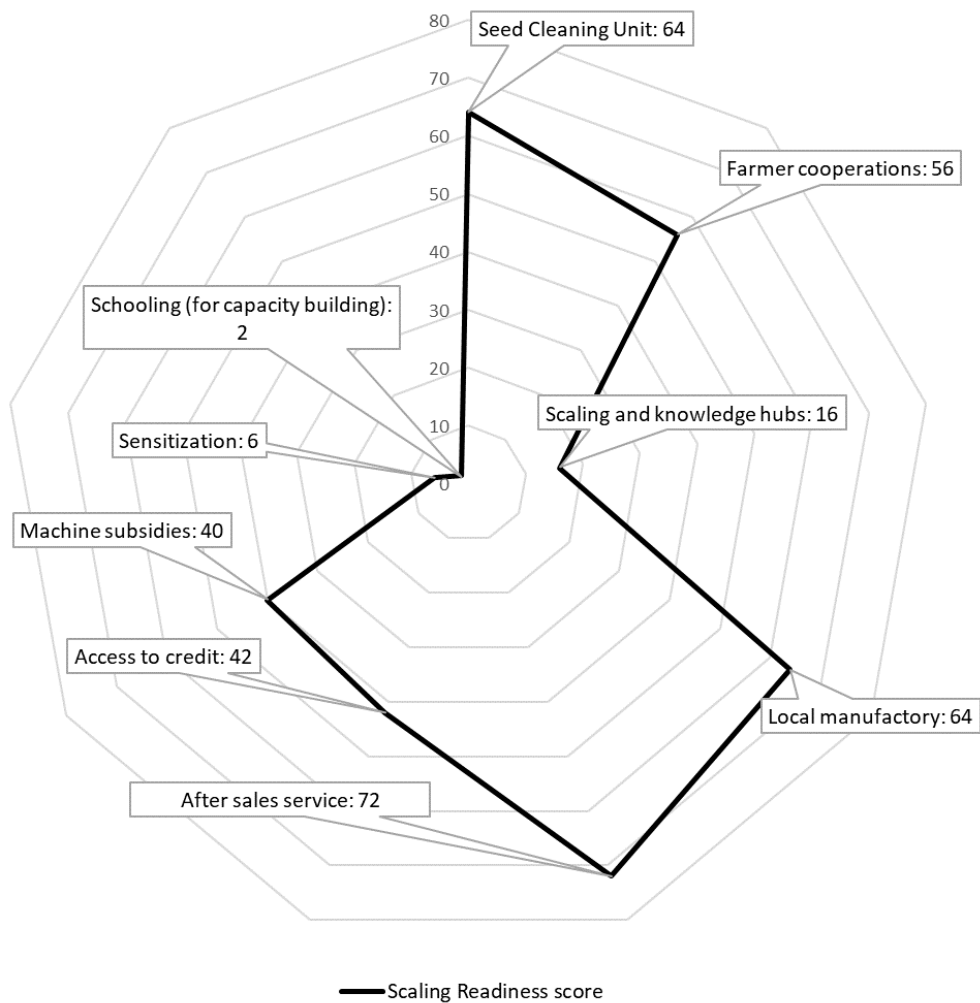 80
Seed Cleaning Unit: 64
70
60
Farmer cooperations: 56
50
40
Schooling (for capacity building):
2
30
20
Scaling and knowledge hubs: 16
10
Sensitization: 6
0
Machine subsidies: 40
Access to credit: 42
Local manufactory: 64
After sales service: 72
Scaling Readiness score